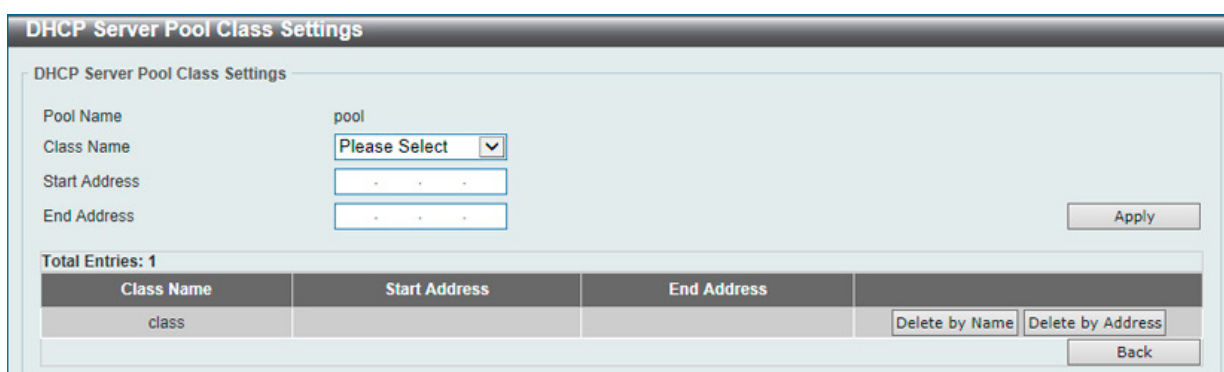 DHCP Server Pool Class Settings
DHCP Server Pool Class Settings
Pool Name pool
Class Name Please Select
Start Address . . .
End Address . . .
Apply
Total Entries: 1
Class Name Start Address End Address
class Delete by Name Delete by Address
Back